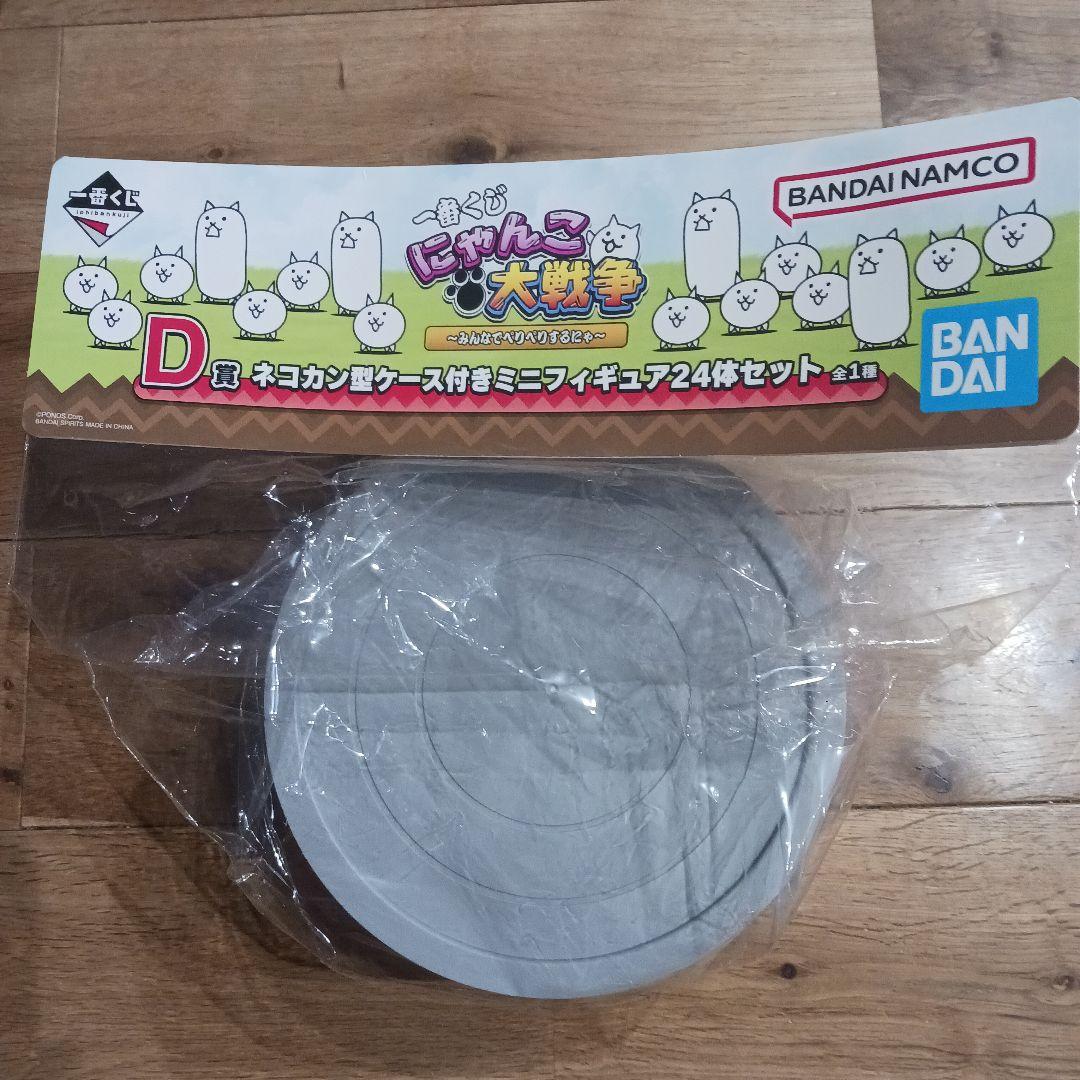 一番くじ
ichibankuji
一番くじ
にゃんこ
大戦争
～みんなでぺりぺりするにゃ～
BANDAI NAMCO
D賞 ネコカン型ケース付きミニフィギュア24体セット 全1種
BAN
DAI
©PONOS Corp.
BANDAI SPIRITS MADE IN CHINA